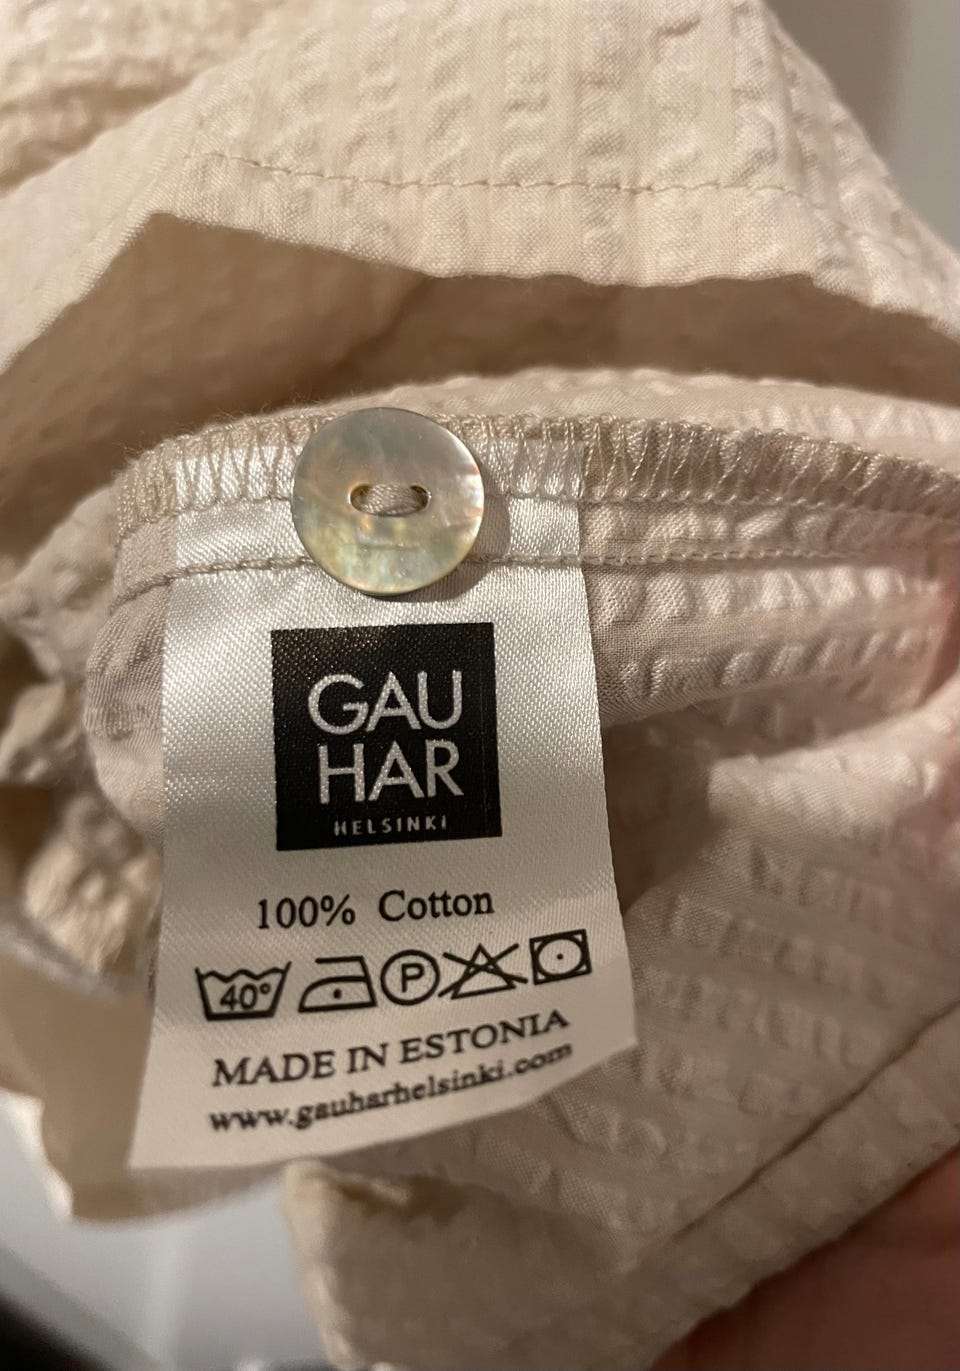 GAU
HAR
HELSINKI
100% Cotton
40° P
MADE IN ESTONIA
www.gauharhelsinki.com